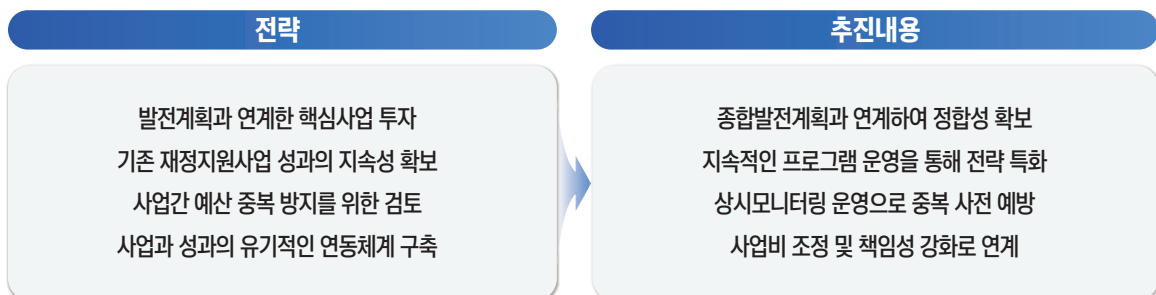 전략
발전계획과 연계한 핵심사업 투자
기존 재정지원사업 성과의 지속성 확보
사업간 예산 중복 방지를 위한 검토
사업과 성과의 유기적인 연동체계 구축
추진내용
종합발전계획과 연계하여 정합성 확보
지속적인 프로그램 운영을 통해 전략 특화
상시모니터링 운영으로 중복 사전 예방
사업비 조정 및 책임성 강화로 연계